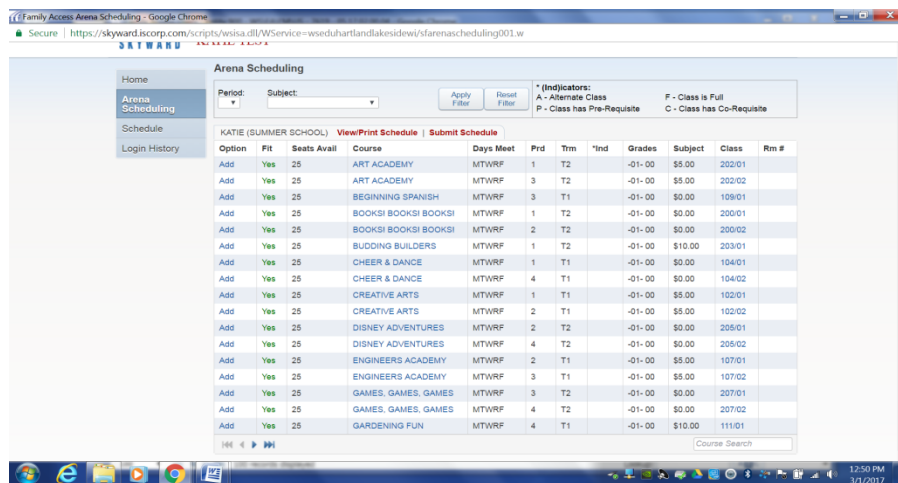 Family Access Arena Scheduling - Google Chrome
Secure | https://skyward.iscorp.com/scripts/wsisa.dll/WService=wseduhartlandlakesidewi/sfarenascheduling001.w
SKYWARD KATIE TEST
Home
Arena Scheduling
Schedule
Login History
Arena Scheduling
Period: Subject: Apply Filter Reset Filter
* (Ind)icators:
A - Alternate Class F - Class is Full
P - Class has Pre-Requisite C - Class has Co-Requisite
KATIE (SUMMER SCHOOL) View/Print Schedule | Submit Schedule
Option Fit Seats Avail Course Days Meet Prd Trm *Ind Grades Subject Class Rm #
Add Yes 25 ART ACADEMY MTWRF 1 T2 -01- 00 $5.00 202/01
Add Yes 25 ART ACADEMY MTWRF 3 T2 -01- 00 $5.00 202/02
Add Yes 25 BEGINNING SPANISH MTWRF 3 T1 -01- 00 $0.00 109/01
Add Yes 25 BOOKS! BOOKS! BOOKS! MTWRF 1 T2 -01- 00 $0.00 200/01
Add Yes 25 BOOKS! BOOKS! BOOKS! MTWRF 2 T2 -01- 00 $0.00 200/02
Add Yes 25 BUDDING BUILDERS MTWRF 1 T2 -01- 00 $10.00 203/01
Add Yes 25 CHEER & DANCE MTWRF 1 T1 -01- 00 $0.00 104/01
Add Yes 25 CHEER & DANCE MTWRF 4 T1 -01- 00 $0.00 104/02
Add Yes 25 CREATIVE ARTS MTWRF 1 T1 -01- 00 $5.00 102/01
Add Yes 25 CREATIVE ARTS MTWRF 2 T1 -01- 00 $5.00 102/02
Add Yes 25 DISNEY ADVENTURES MTWRF 2 T2 -01- 00 $0.00 205/01
Add Yes 25 DISNEY ADVENTURES MTWRF 4 T2 -01- 00 $0.00 205/02
Add Yes 25 ENGINEERS ACADEMY MTWRF 2 T1 -01- 00 $5.00 107/01
Add Yes 25 ENGINEERS ACADEMY MTWRF 3 T1 -01- 00 $5.00 107/02
Add Yes 25 GAMES, GAMES, GAMES MTWRF 3 T2 -01- 00 $0.00 207/01
Add Yes 25 GAMES, GAMES, GAMES MTWRF 4 T2 -01- 00 $0.00 207/02
Add Yes 25 GARDENING FUN MTWRF 4 T1 -01- 00 $10.00 111/01
Course Search
12:50 PM
3/1/2017